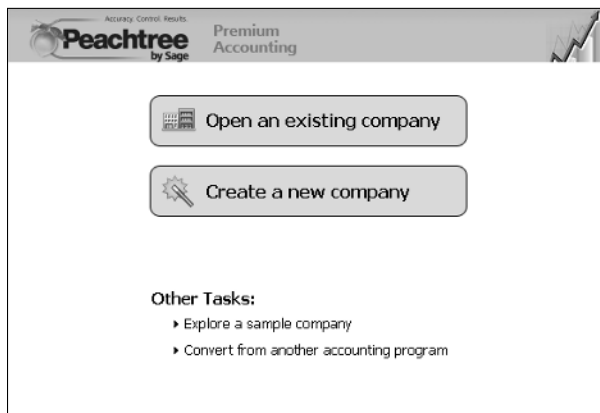 Accuracy. Control. Results.
Peachtree
by Sage
Premium
Accounting
Open an existing company
Create a new company
Other Tasks:
Explore a sample company
Convert from another accounting program